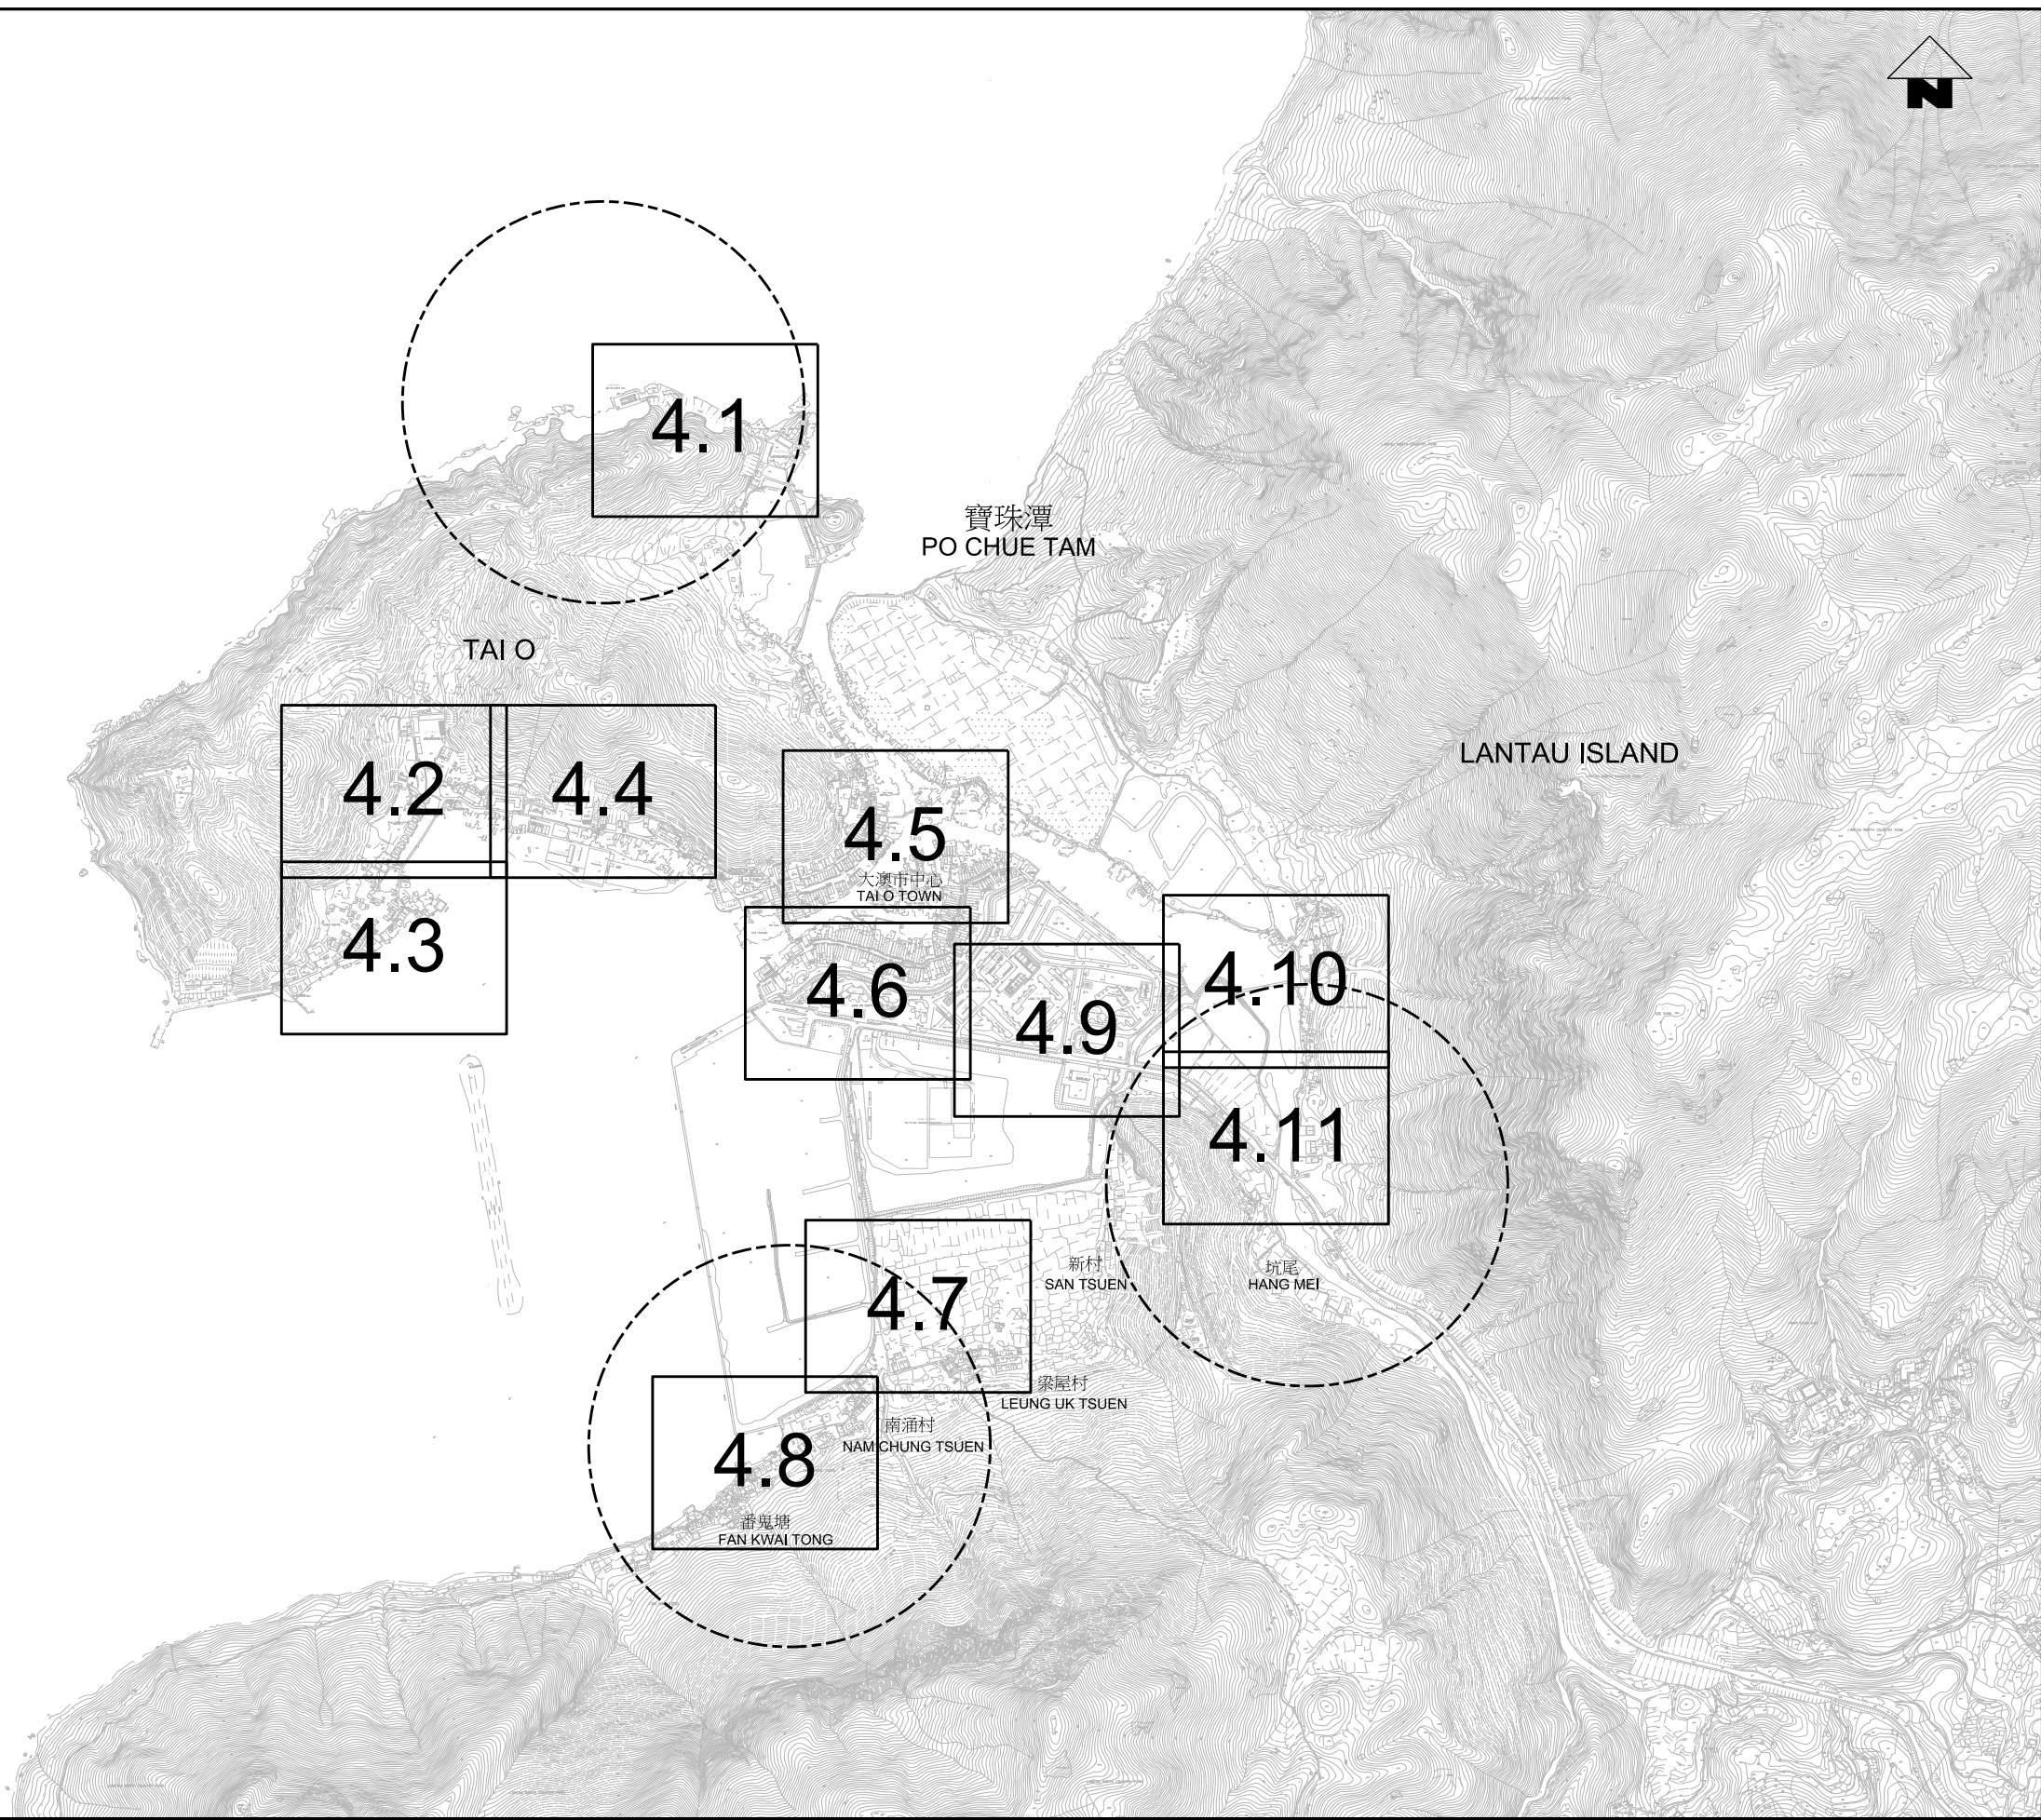 N
4.1
寶珠潭
PO CHUE TAM
TAI O
LANTAU ISLAND
4.2
4.4
4.5
大澳市中心
TAI O TOWN
4.3
4.6
4.9
4.10
4.11
新村
SAN TSUEN
坑尾
HANG MEI
4.7
梁屋村
LEUNG UK TSUEN
南涌村
NAM CHUNG TSUEN
4.8
番鬼塘
FAN KWAI TONG